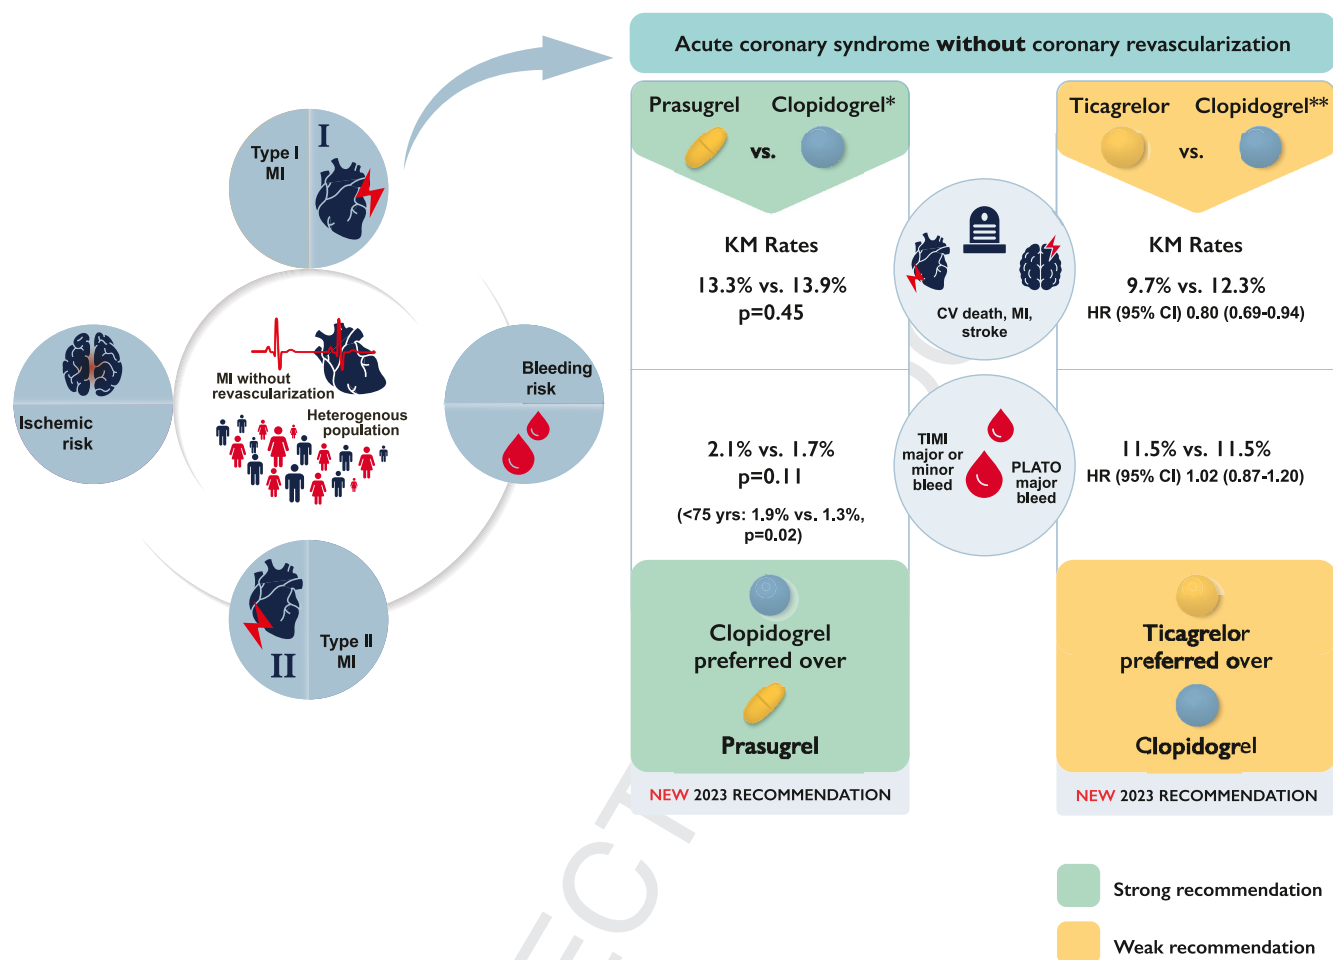 Acute coronary syndrome without coronary revascularization
I
Type I
MI
Ischemic
risk
MI without
revascularization
Heterogenous
population
Bleeding
risk
II
Type II
MI
Prasugrel
Clopidogrel*
vs.
KM Rates
13.3% vs. 13.9%
p=0.45
2.1% vs. 1.7%
p=0.11
(<75 yrs: 1.9% vs. 1.3%,
p=0.02)
Clopidogrel
preferred over
Prasugrel
NEW 2023 RECOMMENDATION
CV death, MI,
stroke
TIMI
major or
minor
bleed
PLATO
major
bleed
Ticagrelor
Clopidogrel**
vs.
KM Rates
9.7% vs. 12.3%
HR (95% CI) 0.80 (0.69-0.94)
11.5% vs. 11.5%
HR (95% CI) 1.02 (0.87-1.20)
Ticagrelor
preferred over
Clopidogrel
NEW 2023 RECOMMENDATION
Strong recommendation
Weak recommendation